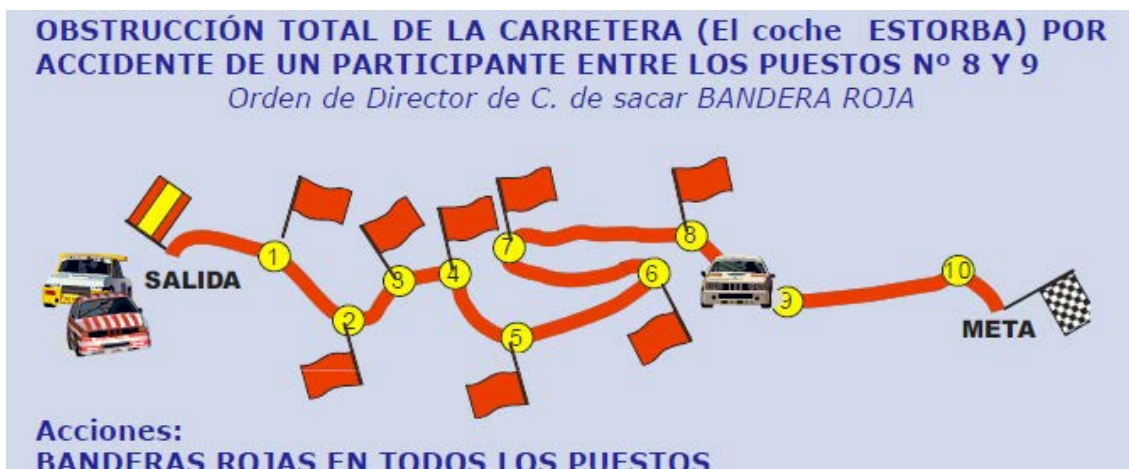 OBSTRUCCIÓN TOTAL DE LA CARRETERA (El coche ESTORBA) POR
ACCIDENTE DE UN PARTICIPANTE ENTRE LOS PUESTOS Nº 8 Y 9
Orden de Director de C. de sacar BANDERA ROJA
SALIDA
1
2
3
4
5
6
7
8
9
10
META
Acciones:
BANDERAS ROJAS EN TODOS LOS PUESTOS